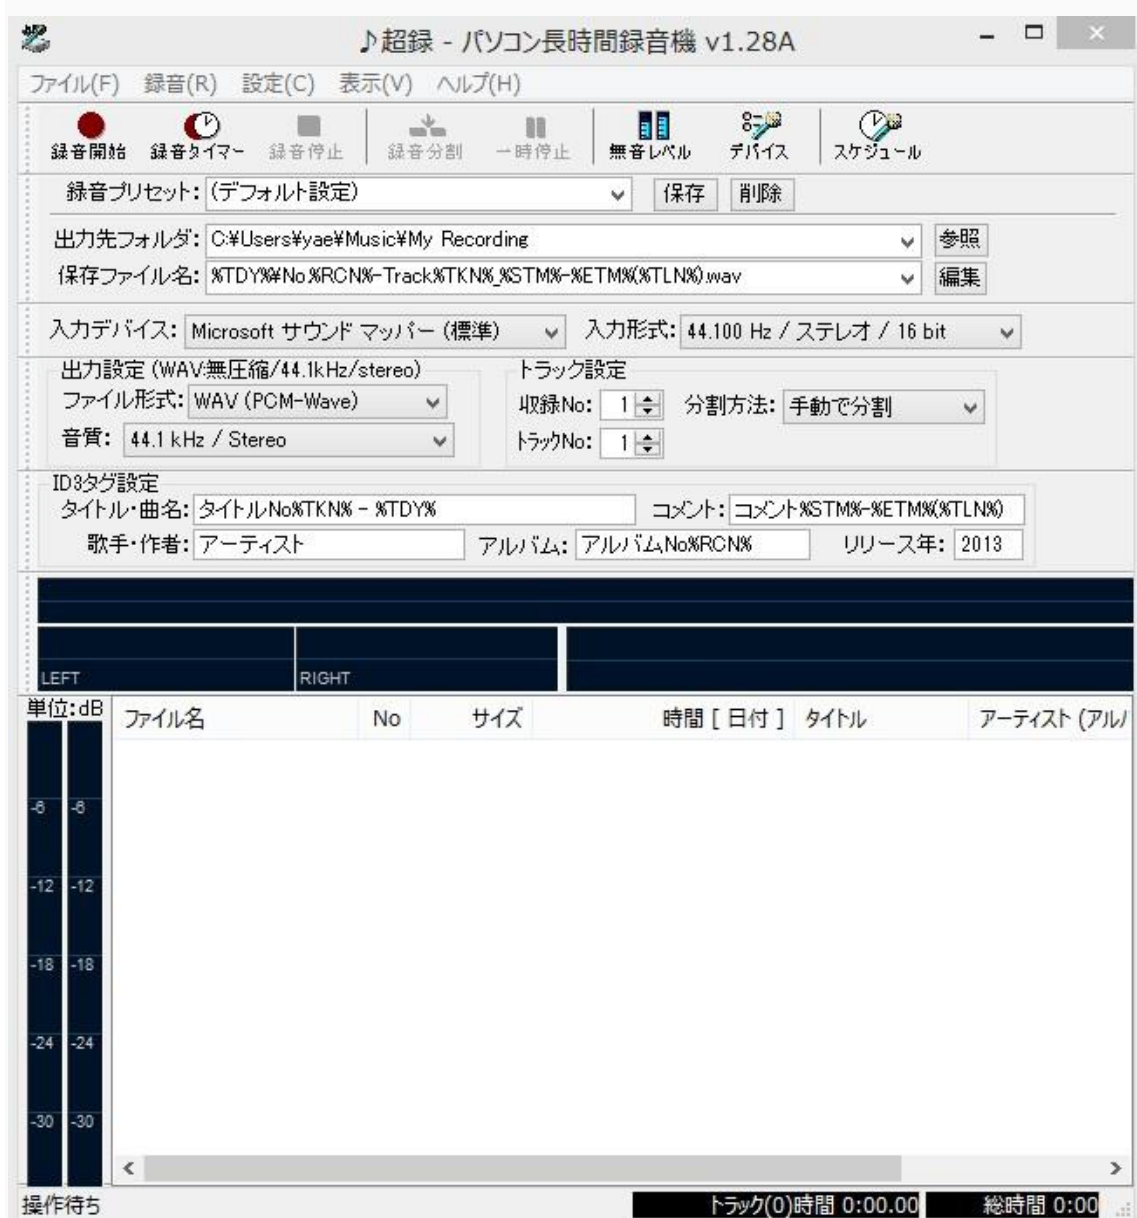 ♪超録 - パソコン長時間録音機 v1.28A
ファイル(F) 録音(R) 設定(C) 表示(V) ヘルプ(H)
録音開始 録音タイマー 録音停止 録音分割 一時停止 無音レベル デバイス スケジュール
録音プリセット: (デフォルト設定) 保存 削除
出力先フォルダ: C:¥Users¥yae¥Music¥My Recording 参照
保存ファイル名: %TDY%¥No.%RCN%-Track%TKN%_%STM%-%ETM%(%TLN%).wav 編集
入力デバイス: Microsoft サウンド マッパー (標準) 入力形式: 44.100 Hz / ステレオ / 16 bit
出力設定 (WAV:無圧縮/44.1kHz/stereo) トラック設定
ファイル形式: WAV (PCM-Wave) 収録No: 1 分割方法: 手動で分割
音質: 44.1 kHz / Stereo トラックNo: 1
ID3タグ設定
タイトル・曲名: タイトルNo%TKN% - %TDY% コメント: コメント%STM%-%ETM%(%TLN%)
歌手・作者: アーティスト アルバム: アルバムNo%RCN% リリース年: 2013
LEFT RIGHT
単位:dB ファイル名 No サイズ 時間 [ 日付 ] タイトル アーティスト (アル
-6 -6
-12 -12
-18 -18
-24 -24
-30 -30
操作待ち トラック(0)時間 0:00.00 総時間 0:00